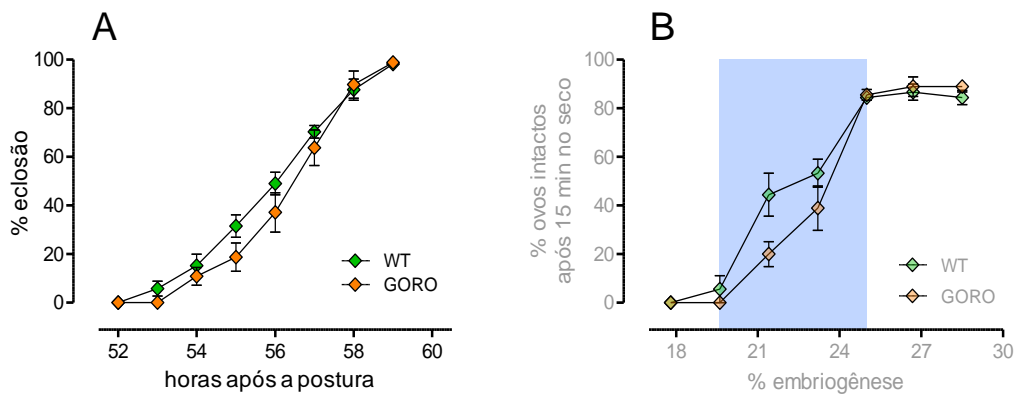 A
% eclosão
100
80
60
40
20
0
WT
GORO
52
54
56
58
60
horas após a postura
B
% ovos intactos
após 15 min no seco
100
80
60
40
20
0
WT
GORO
18
21
24
27
30
% embriogênese